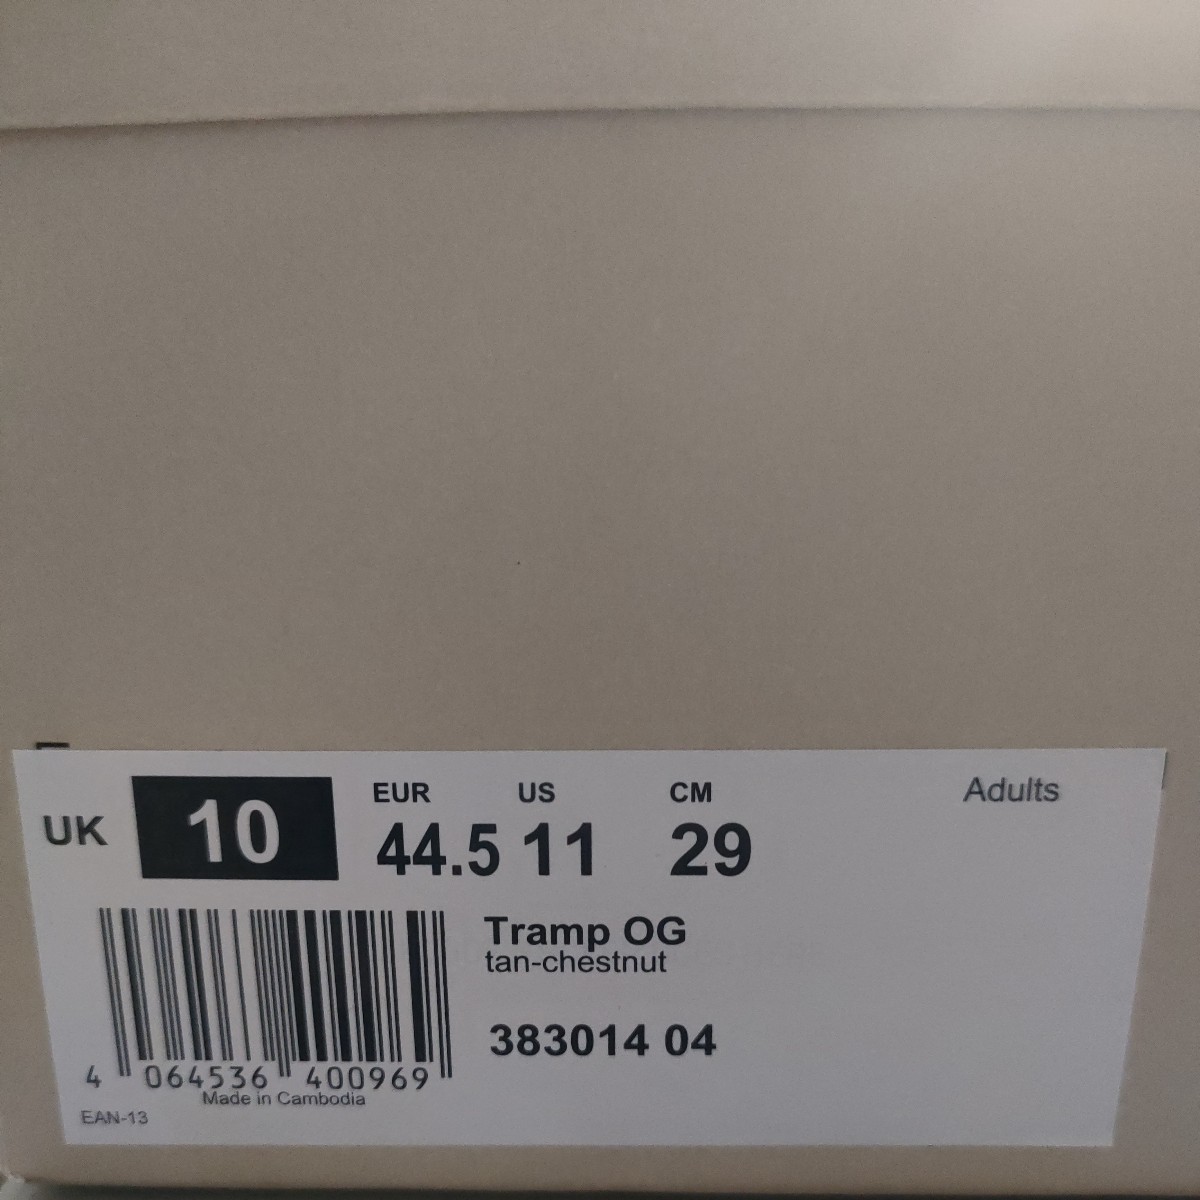 EUR US CM Adults
UK 10 44.5 11 29
Tramp OG
tan-chestnut
383014 04
4 064536 400969
Made in Cambodia
EAN-13